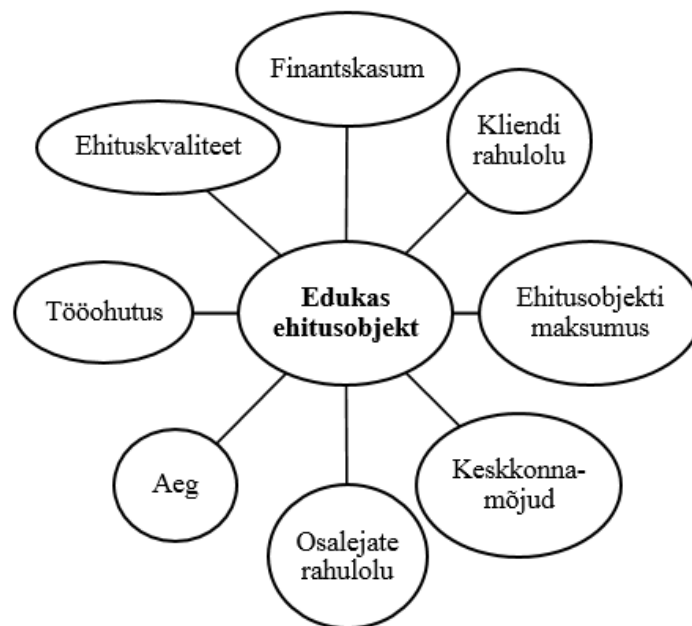 Finantskasum
Kliendi
rahulolu
Ehituskvaliteet
Edukas
ehitusobjekt
Tööohutus
Ehitusobjekti
maksumus
Aeg
Keskkonna-
mõjud
Osalejate
rahulolu